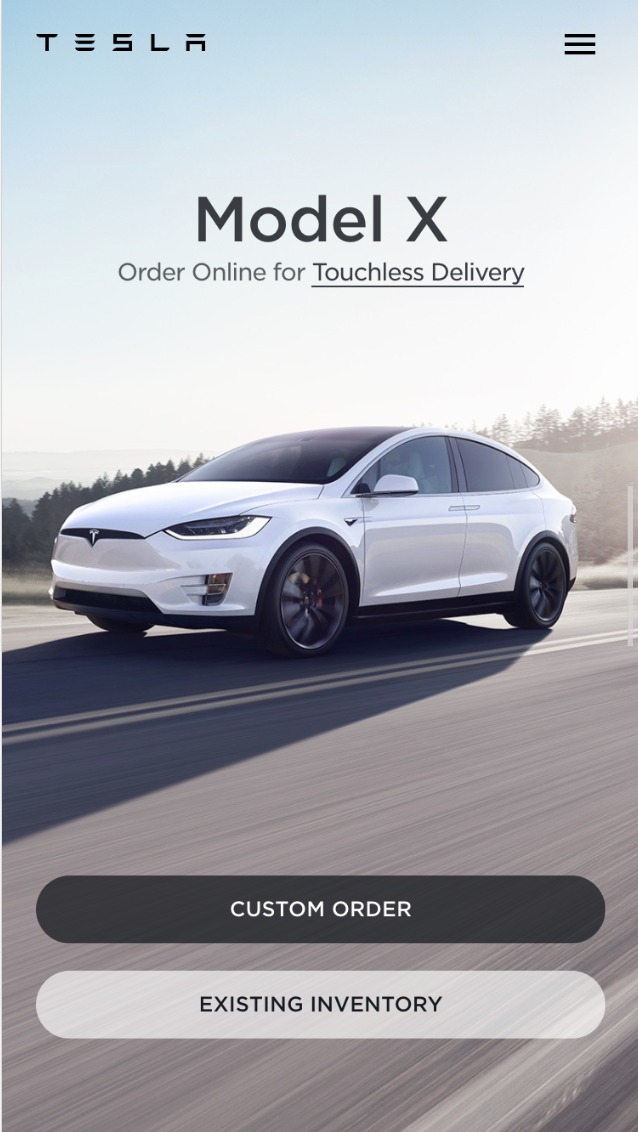 TESLA
Model X
Order Online for Touchless Delivery
CUSTOM ORDER
EXISTING INVENTORY